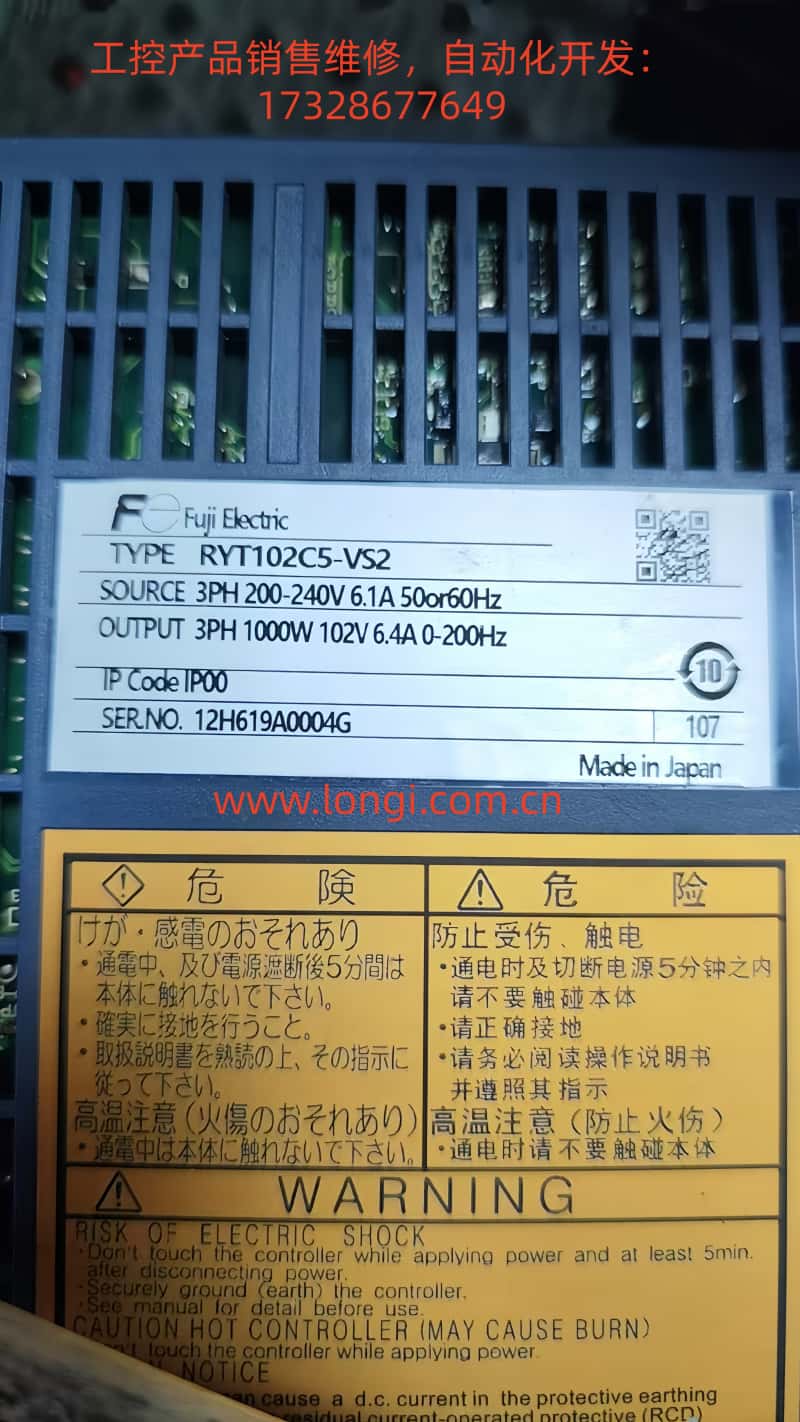 工控产品销售维修，自动化开发：
17328677649
Fuji Electric
TYPE RYT102C5-VS2
SOURCE 3PH 200-240V 6.1A 50or60Hz
OUTPUT 3PH 1000W 102V 6.4A 0-200Hz
10
IP Code IP00
SER.NO. 12H619A0004G 107
Made in Japan
www.longi.com.cn
危 険
けが・感電のおそれあり
・通電中、及び電源遮断後5分間は
本体に触れないで下さい。
・確実に接地を行うこと。
・取扱説明書を熟読の上、その指示に
従って下さい。
高温注意（火傷のおそれあり）
・通電中は本体に触れないで下さい。
危 险
防止受伤、触电
・通电时及切断电源5分钟之内
请不要触碰本体
・请正确接地
・请务必阅读操作说明书
并遵照其指示
高温注意（防止火伤）
・通电时请不要触碰本体
WARNING
RISK OF ELECTRIC SHOCK
・Don't touch the controller while applying power and at least 5min.
after disconnecting power.
・Securely ground (earth) the controller.
・See manual for detail before use.
CAUTION HOT CONTROLLER (MAY CAUSE BURN)
touch the controller while applying power.
NOTICE
can cause a d.c. current in the protective earthing
residual current-operated protective (RCD)